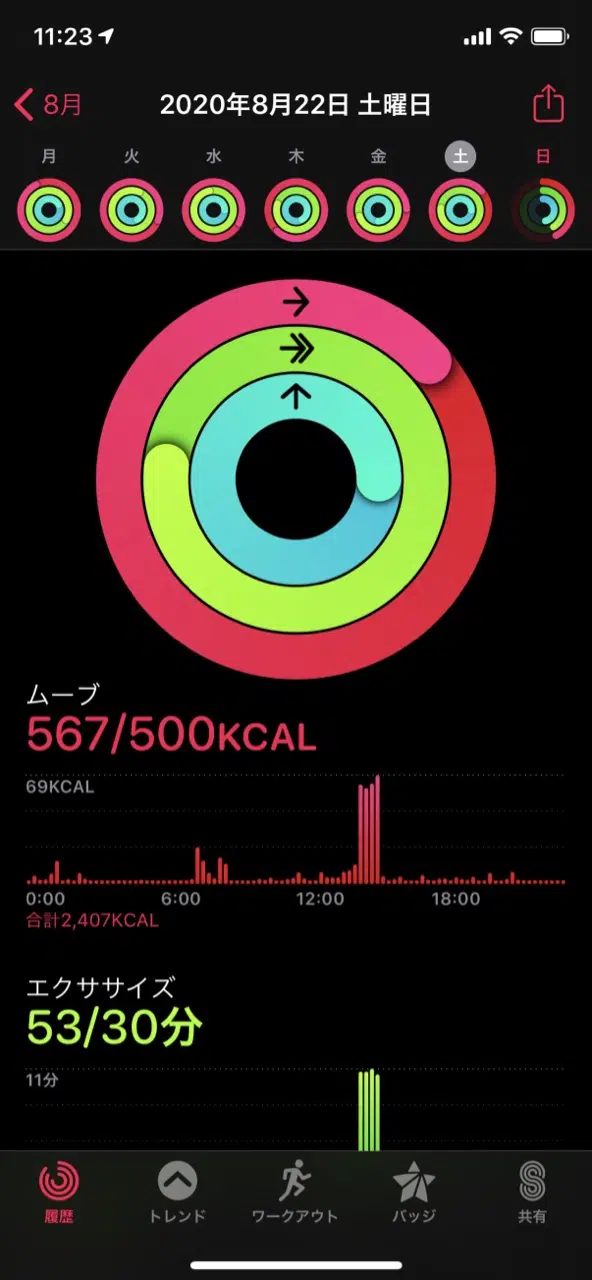 11:23
8月
2020年8月22日 土曜日
月 火 水 木 金 土 日
ムーブ
567/500KCAL
69KCAL
0:00 6:00 12:00 18:00
合計2,407KCAL
エクササイズ
53/30分
11分
履歴 トレンド ワークアウト バッジ 共有